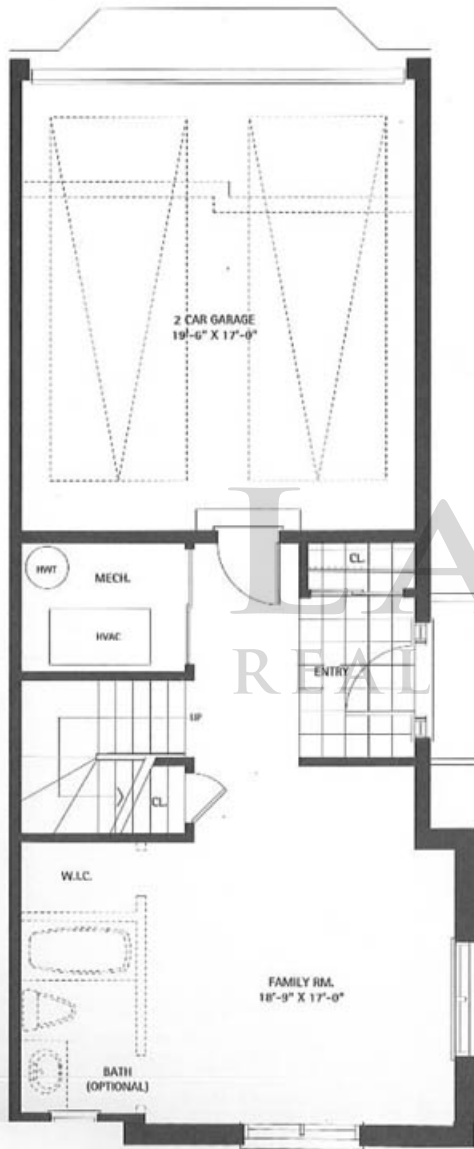 2 CAR GARAGE
19'-6" X 17'-0"
HWT
MECH.
CL.
HVAC
ENTRY
LA
REAL
UP
CL.
W.I.C.
FAMILY RM.
18'-9" X 17'-0"
BATH
(OPTIONAL)